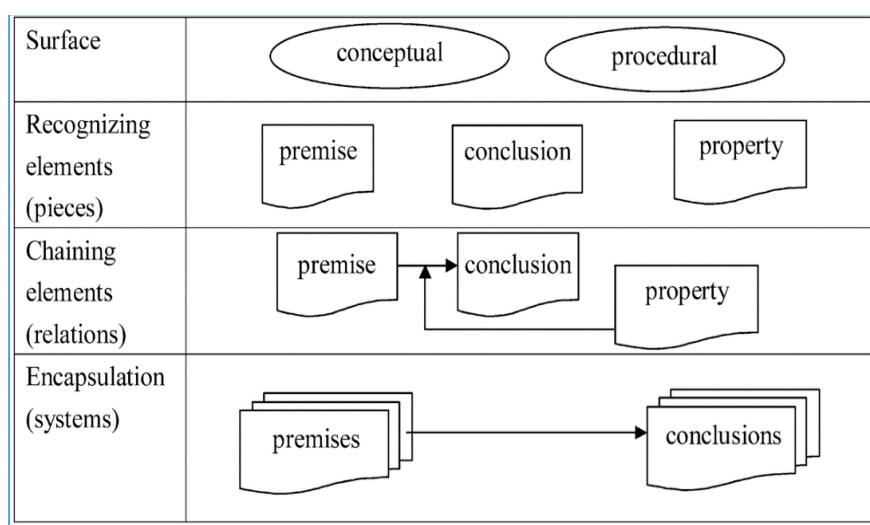 Surface
conceptual
procedural
Recognizing
elements
(pieces)
premise
conclusion
property
Chaining
elements
(relations)
premise
conclusion
property
Encapsulation
(systems)
premises
conclusions